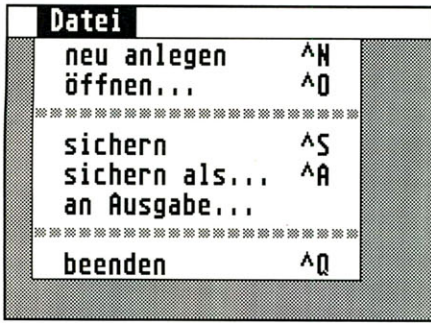 Datei
neu anlegen ^N
öffnen... ^O
sichern ^S
sichern als... ^A
an Ausgabe...
beenden ^Q